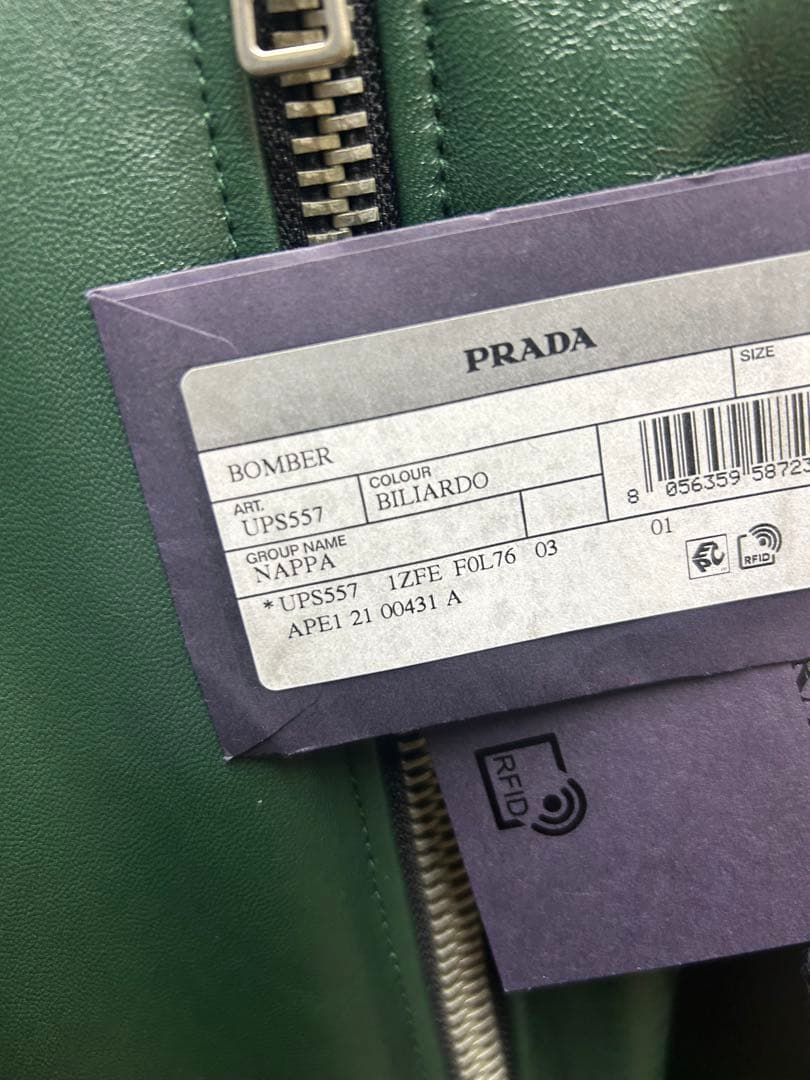 PRADA
SIZE
BOMBER
ART.
UPS557
COLOUR
BILIARDO
8 056359 58723
GROUP NAME
NAPPA
*UPS557 1ZFE F0L76 03 01
APE1 21 00431 A
EPC
RFID
RFID